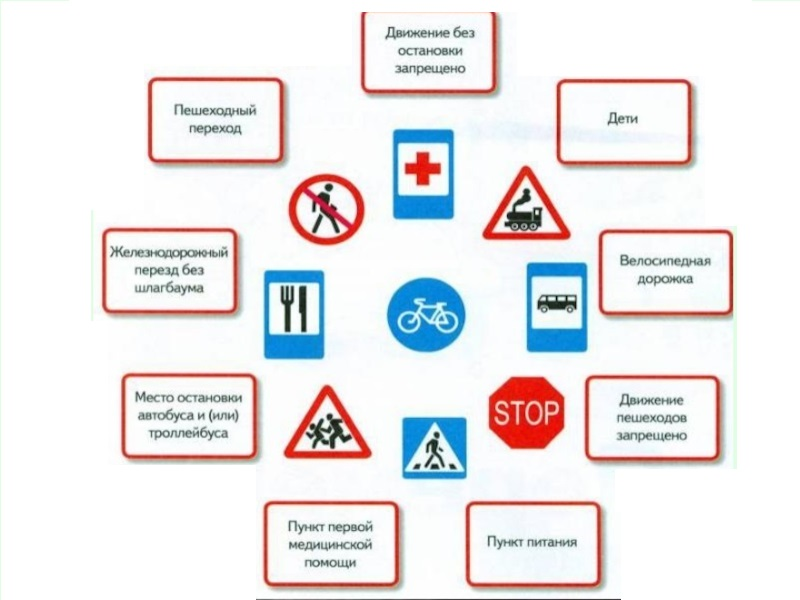 Движение без
остановки
запрещено
Пешеходный
переход
Дети
Железнодорожный
перезд без
шлагбаума
Велосипедная
дорожка
STOP
Место остановки
автобуса и (или)
троллейбуса
Движение
пешеходов
запрещено
Пункт первой
медицинской
помощи
Пункт питания